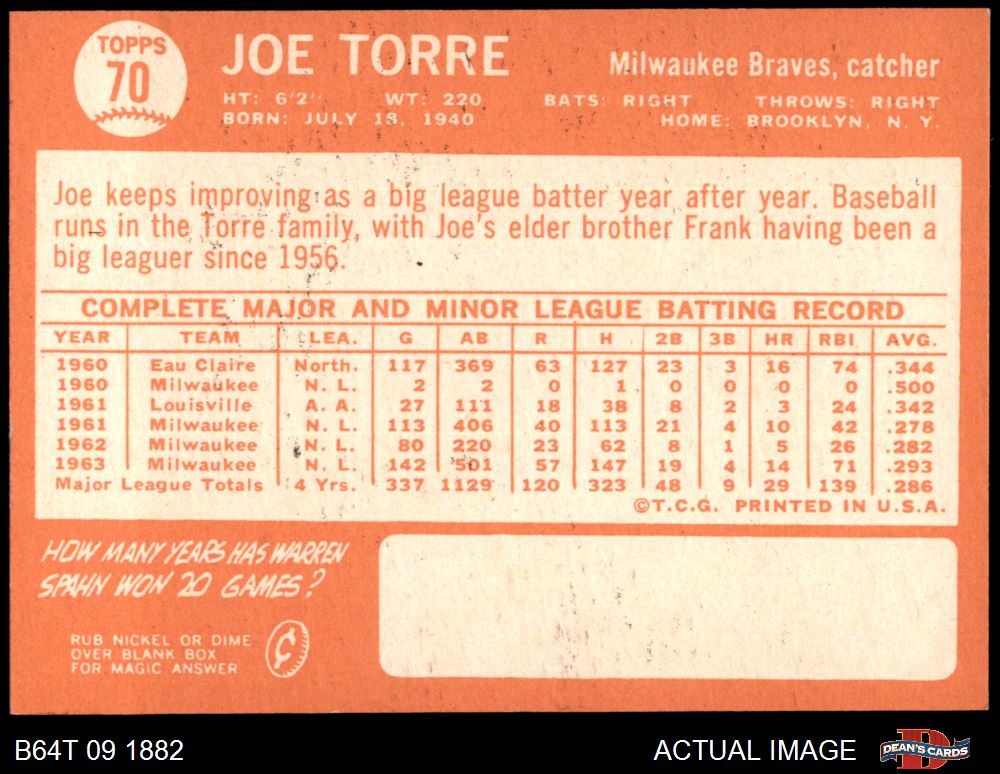 TOPPS
70
JOE TORRE
Milwaukee Braves, catcher
HT: 6'2" WT: 220 BATS: RIGHT THROWS: RIGHT
BORN: JULY 18, 1940 HOME: BROOKLYN, N. Y.
Joe keeps improving as a big league batter year after year. Baseball
runs in the Torre family, with Joe's elder brother Frank having been a
big leaguer since 1956.
COMPLETE MAJOR AND MINOR LEAGUE BATTING RECORD
YEAR TEAM LEA. G AB R H 2B 3B HR RBI AVG.
1960 Eau Claire North. 117 369 63 127 23 3 16 74 .344
1960 Milwaukee N. L. 2 2 0 1 0 0 0 0 .500
1961 Louisville A. A. 27 111 18 38 8 2 3 24 .342
1961 Milwaukee N. L. 113 406 40 113 21 4 10 42 .278
1962 Milwaukee N. L. 80 220 23 62 8 1 5 26 .282
1963 Milwaukee N. L. 142 501 57 147 19 4 14 71 .293
Major League Totals 4 Yrs. 337 1129 120 323 48 9 29 139 .286
©T.C.G. PRINTED IN U.S.A.
HOW MANY YEARS HAS WARREN
SPAHN WON 20 GAMES?
RUB NICKEL OR DIME
OVER BLANK BOX
FOR MAGIC ANSWER
¢
B64T 09 1882 ACTUAL IMAGE DEAN'S CARDS